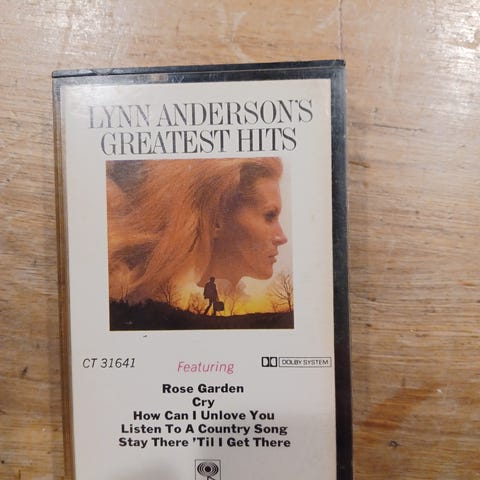 LYNN ANDERSON'S
GREATEST HITS
CT 31641
Featuring
DOLBY SYSTEM
Rose Garden
Cry
How Can I Unlove You
Listen To A Country Song
Stay There 'Til I Get There